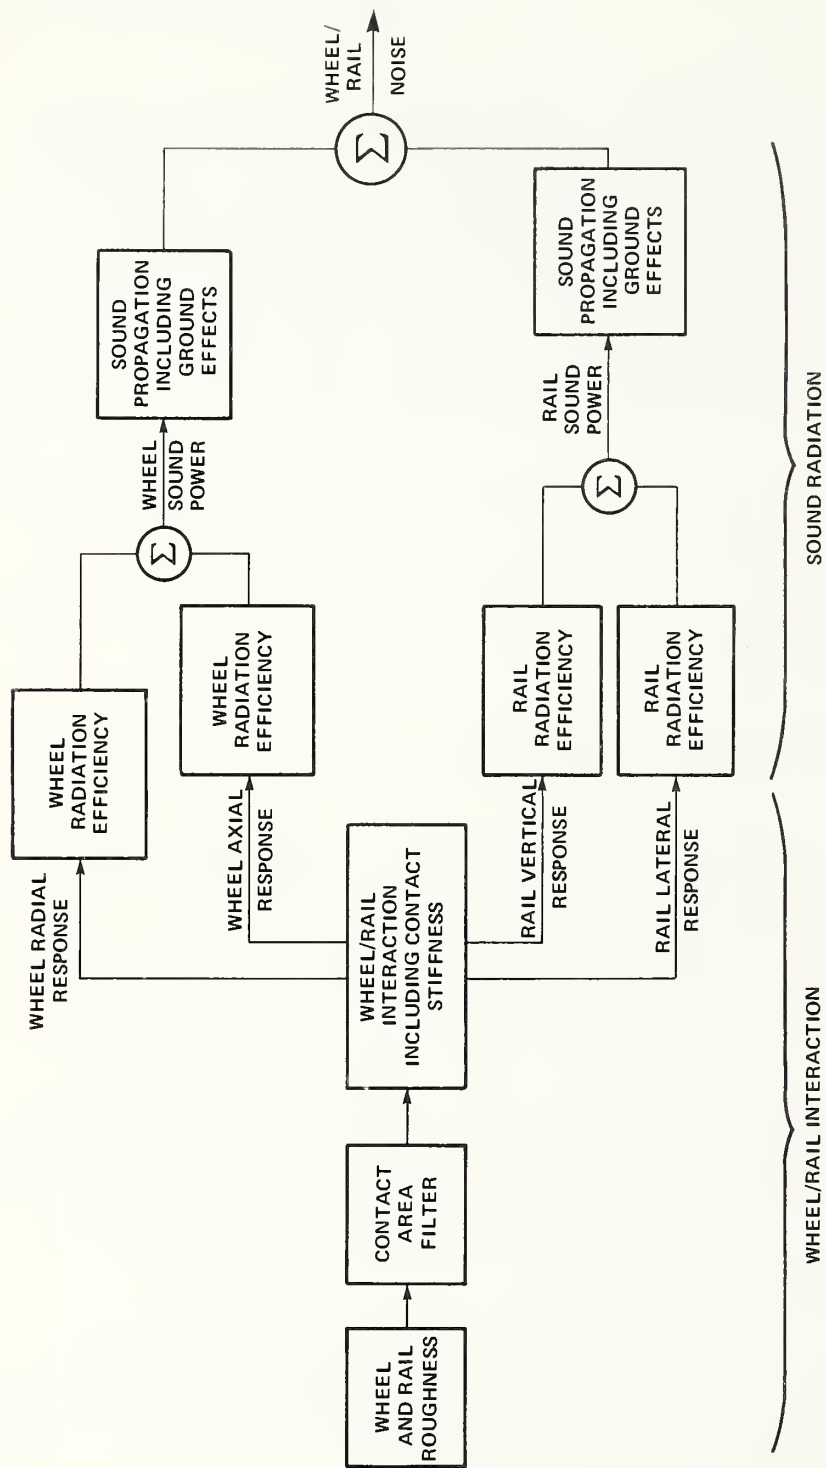 WHEEL
AND RAIL
ROUGHNESS
CONTACT
AREA
FILTER
WHEEL/RAIL
INTERACTION
INCLUDING CONTACT
STIFFNESS
WHEEL RADIAL
RESPONSE
WHEEL AXIAL
RESPONSE
RAIL VERTICAL
RESPONSE
RAIL LATERAL
RESPONSE
WHEEL
RADIATION
EFFICIENCY
WHEEL
RADIATION
EFFICIENCY
RAIL
RADIATION
EFFICIENCY
RAIL
RADIATION
EFFICIENCY
Σ
WHEEL
SOUND
POWER
Σ
RAIL
SOUND
POWER
SOUND
PROPAGATION
INCLUDING
GROUND
EFFECTS
SOUND
PROPAGATION
INCLUDING
GROUND
EFFECTS
Σ
WHEEL/
RAIL
NOISE
WHEEL/RAIL INTERACTION
SOUND RADIATION